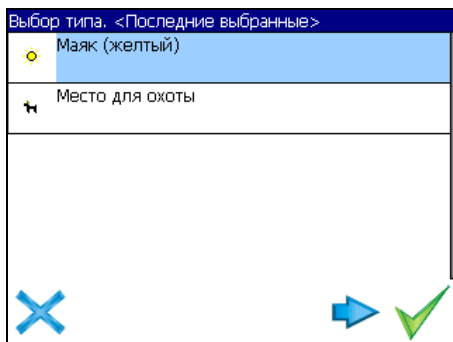 Выбор типа. <Последние выбранные>
Маяк (желтый)
Место для охоты